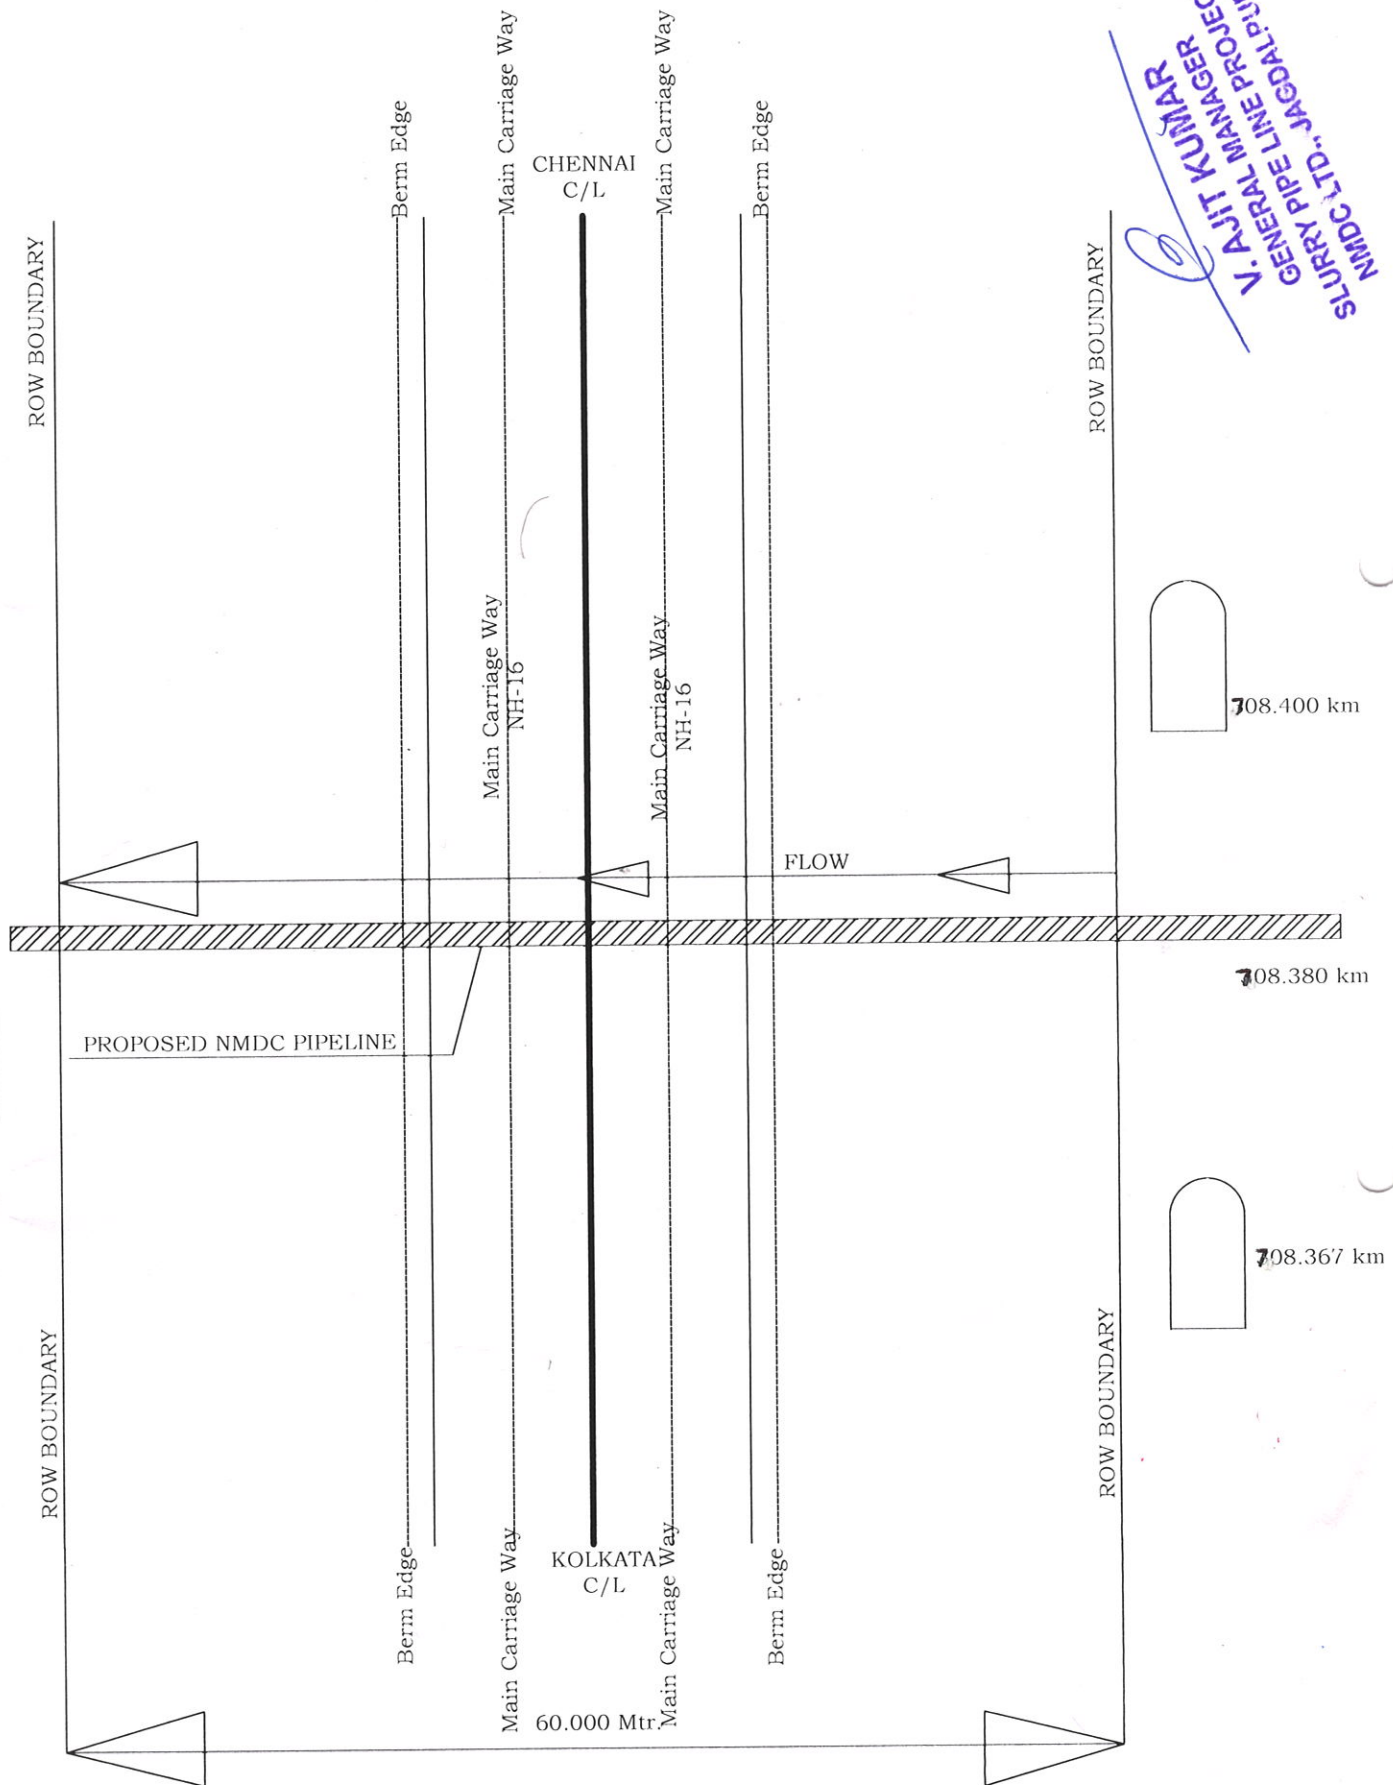 Main Carriage Way
Main Carriage Way
Berm Edge
Berm Edge
CHENNAI
C/L
V. AJIT KUMAR
GENERAL MANAGER
SLURRY PIPE LINE
NMDC LTD., 
ROW BOUNDARY
ROW BOUNDARY
Main Carriage Way
NH-16
Main Carriage Way
NH-16
708.400 km
FLOW
708.380 km
PROPOSED NMDC PIPELINE
708.367 km
ROW BOUNDARY
ROW BOUNDARY
KOLKATA
C/L
Berm Edge
Main Carriage Way
Main Carriage Way
Berm Edge
60.000 Mtr.